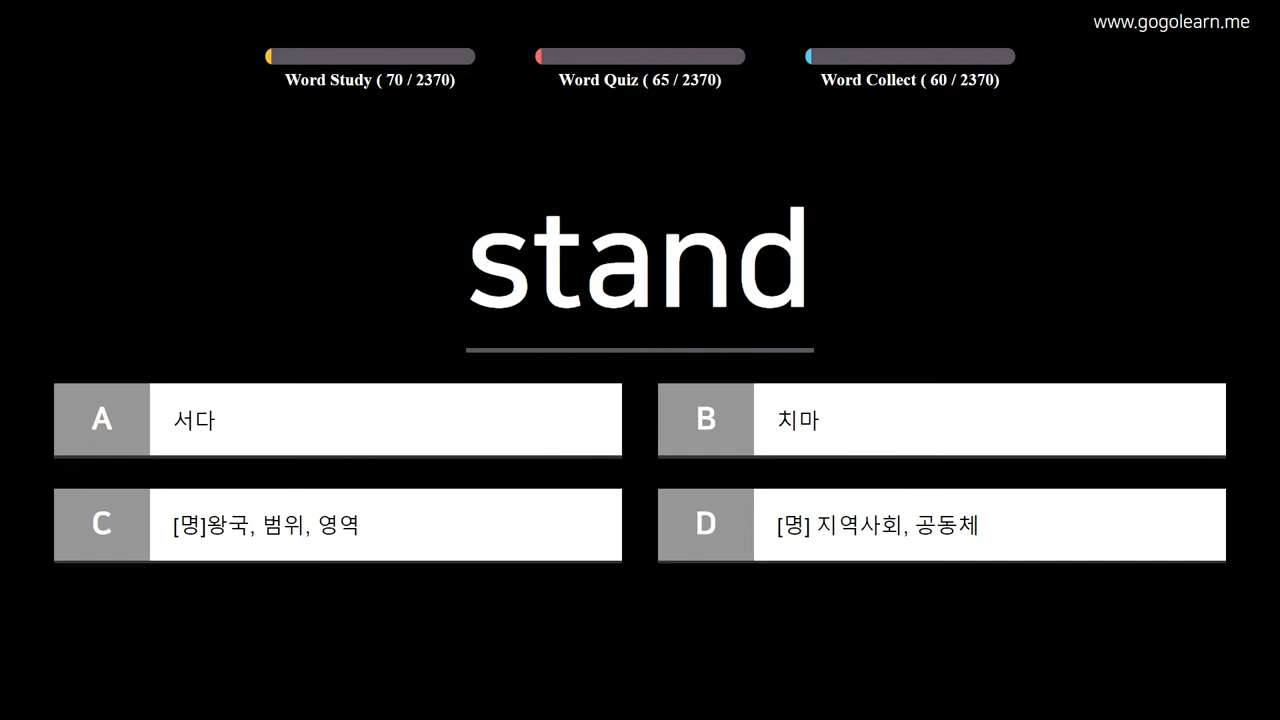 www.gogolearn.me
Word Study ( 70 / 2370)
Word Quiz ( 65 / 2370)
Word Collect ( 60 / 2370)
stand
A 서다
B 치마
C [명]왕국, 범위, 영역
D [명] 지역사회, 공동체